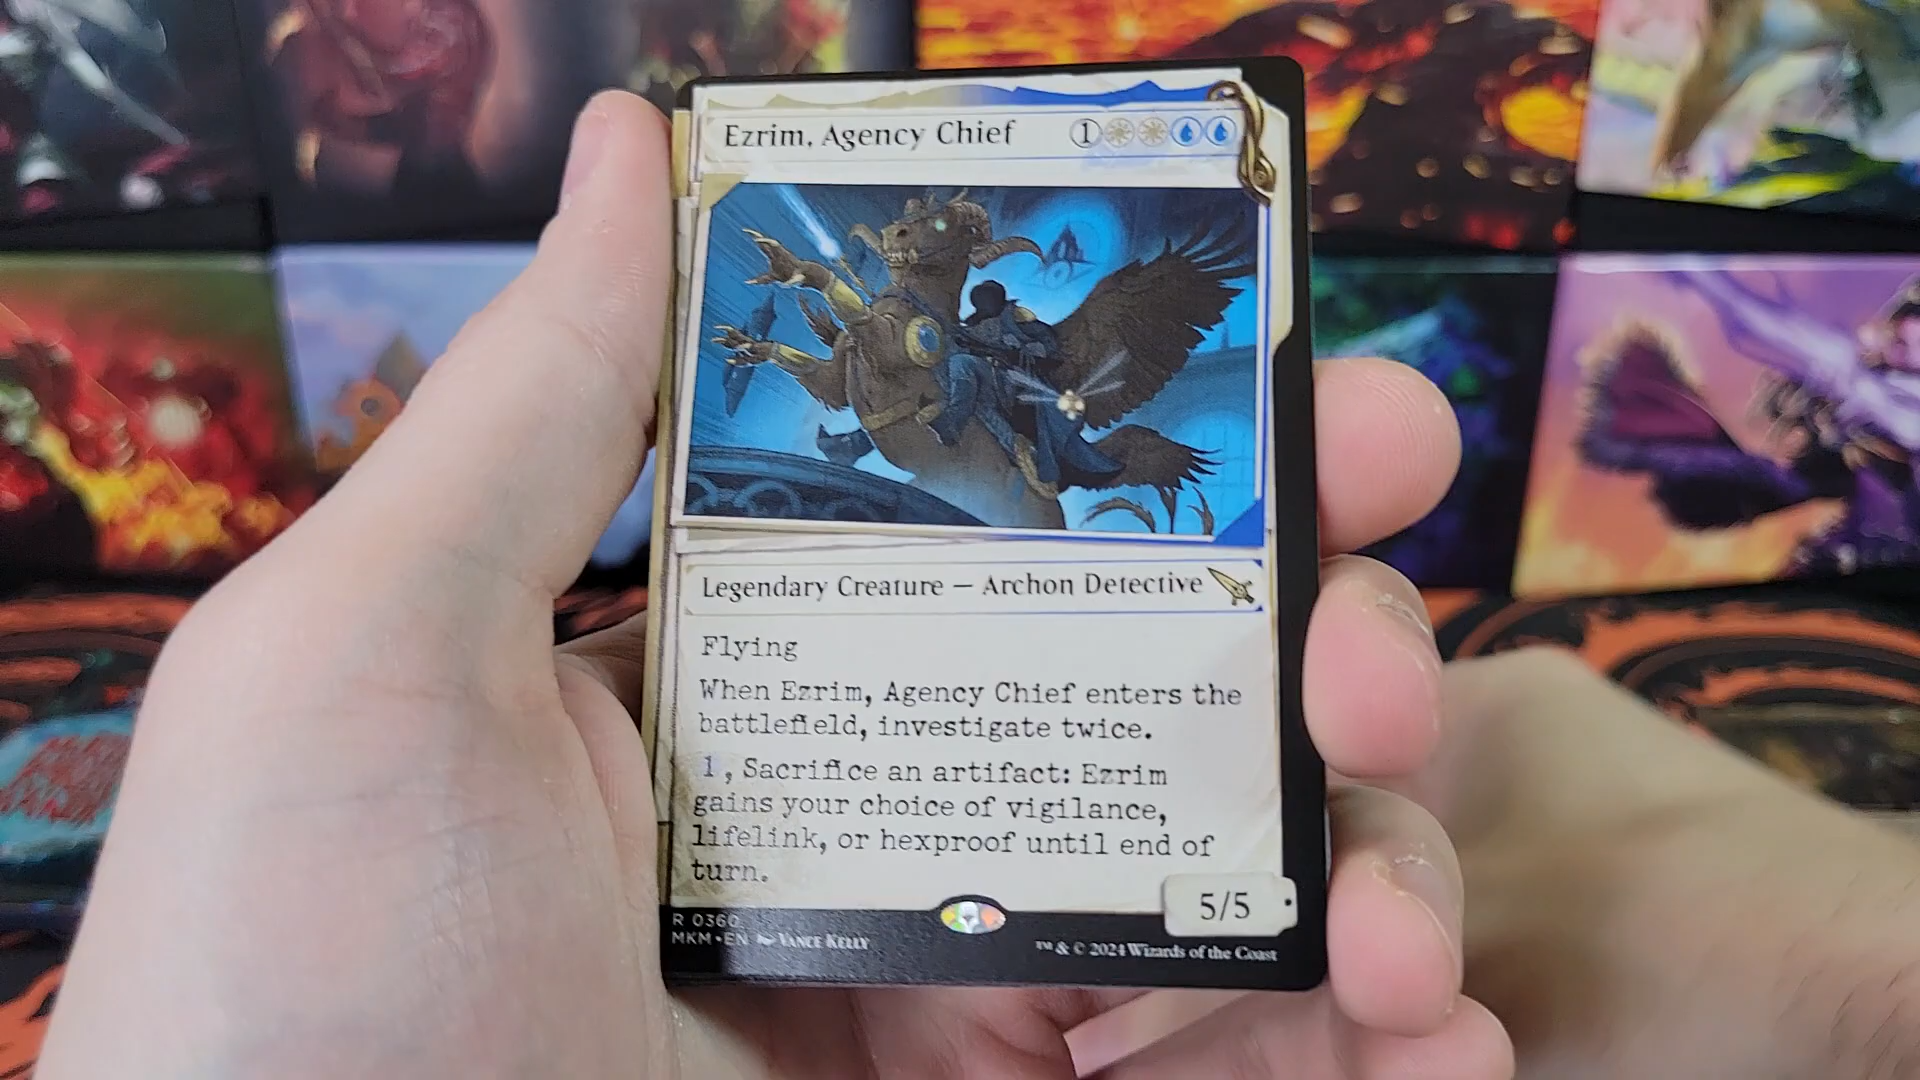 Ezrim, Agency Chief 1
Legendary Creature — Archon Detective
Flying
When Ezrim, Agency Chief enters the
battlefield, investigate twice.
1, Sacrifice an artifact: Ezrim
gains your choice of vigilance,
lifelink, or hexproof until end of
turn.
5/5
R 0360
MKM • EN Vance Kelly
™ & © 2024 Wizards of the Coast